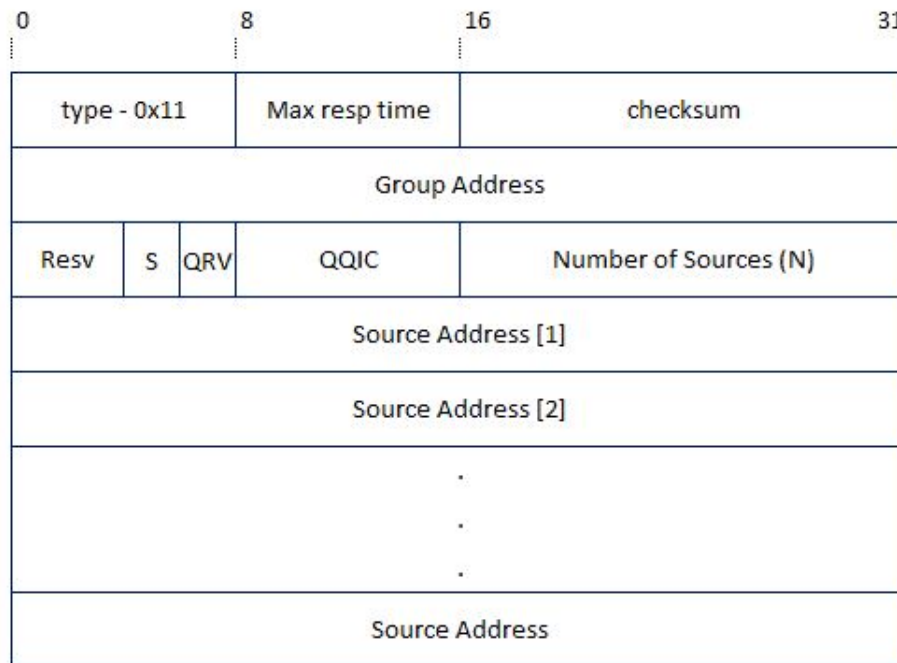 0 8 16 31
type - 0x11 Max resp time checksum
Group Address
Resv S QRV QQIC Number of Sources (N)
Source Address [1]
Source Address [2]
.
.
.
Source Address